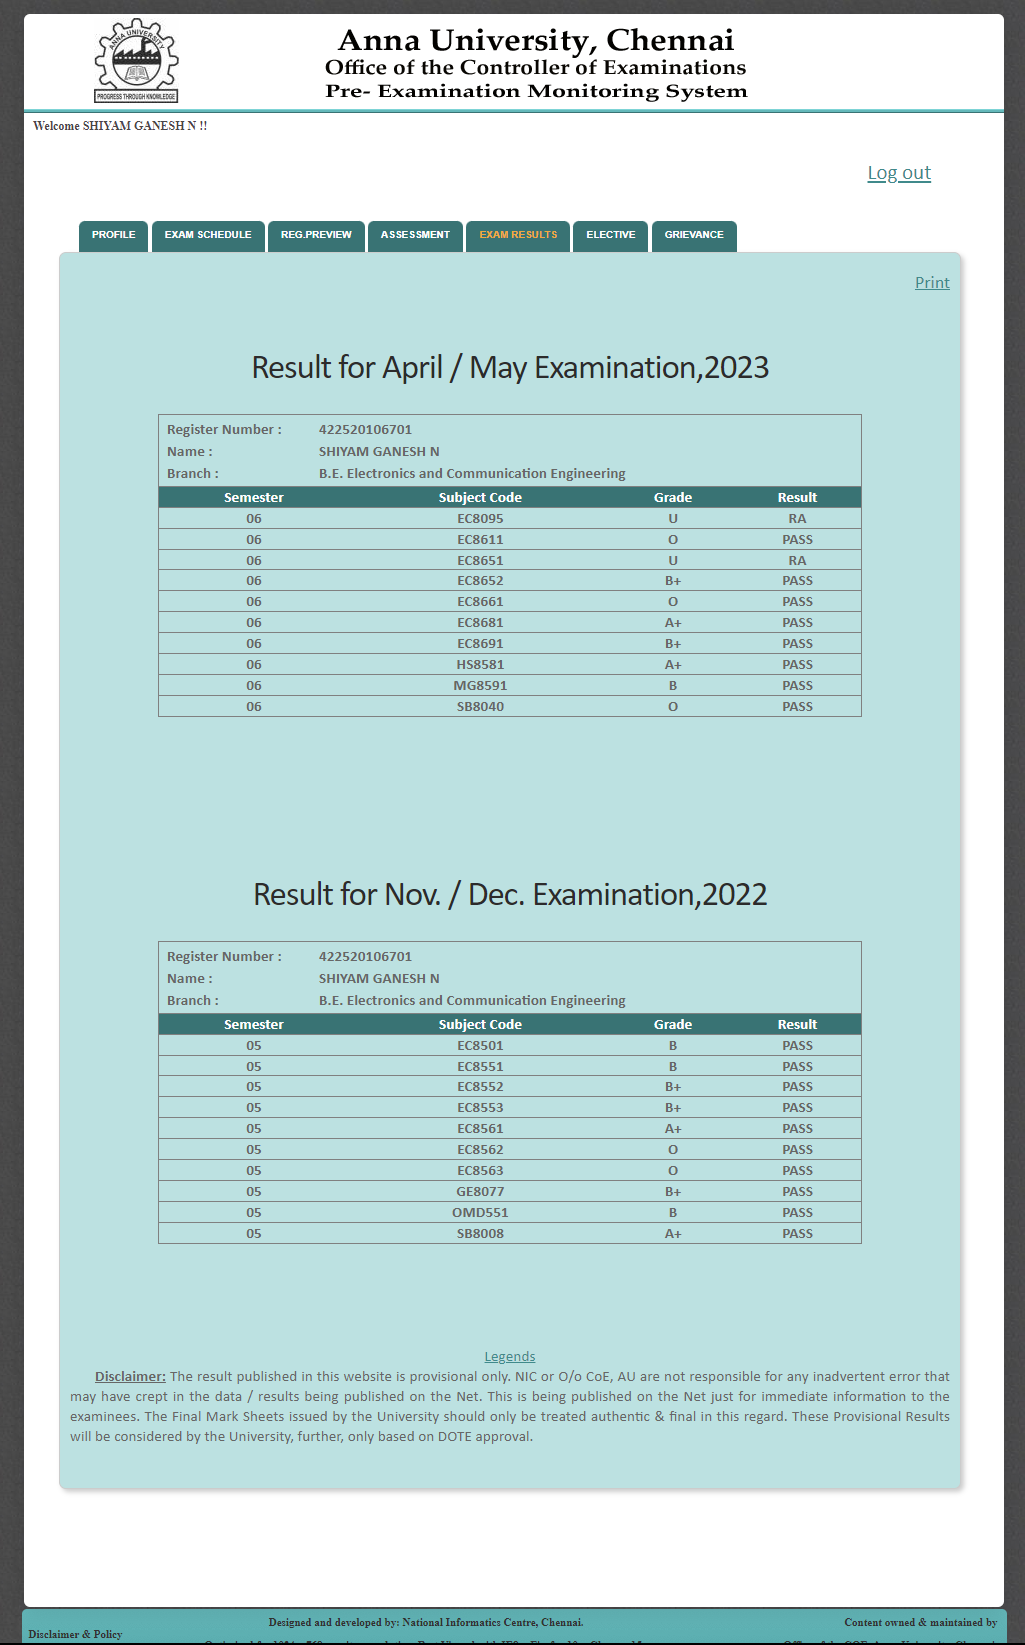 ANNA UNIVERSITY
PROGRESS THROUGH KNOWLEDGE
Anna University, Chennai
Office of the Controller of Examinations
Pre- Examination Monitoring System
Welcome SHIYAM GANESH N !!
Log out
PROFILE EXAM SCHEDULE REG.PREVIEW ASSESSMENT EXAM RESULTS ELECTIVE GRIEVANCE
Print
Result for April / May Examination,2023
Register Number : 422520106701
Name : SHIYAM GANESH N
Branch : B.E. Electronics and Communication Engineering
Semester Subject Code Grade Result
06 EC8095 U RA
06 EC8611 O PASS
06 EC8651 U RA
06 EC8652 B+ PASS
06 EC8661 O PASS
06 EC8681 A+ PASS
06 EC8691 B+ PASS
06 HS8581 A+ PASS
06 MG8591 B PASS
06 SB8040 O PASS
Result for Nov. / Dec. Examination,2022
Register Number : 422520106701
Name : SHIYAM GANESH N
Branch : B.E. Electronics and Communication Engineering
Semester Subject Code Grade Result
05 EC8501 B PASS
05 EC8551 B PASS
05 EC8552 B+ PASS
05 EC8553 B+ PASS
05 EC8561 A+ PASS
05 EC8562 O PASS
05 EC8563 O PASS
05 GE8077 B+ PASS
05 OMD551 B PASS
05 SB8008 A+ PASS
Legends
Disclaimer: The result published in this website is provisional only. NIC or O/o CoE, AU are not responsible for any inadvertent error that
may have crept in the data / results being published on the Net. This is being published on the Net just for immediate information to the
examinees. The Final Mark Sheets issued by the University should only be treated authentic & final in this regard. These Provisional Results
will be considered by the University, further, only based on DOTE approval.
Designed and developed by: National Informatics Centre, Chennai. Content owned & maintained by
Disclaimer & Policy